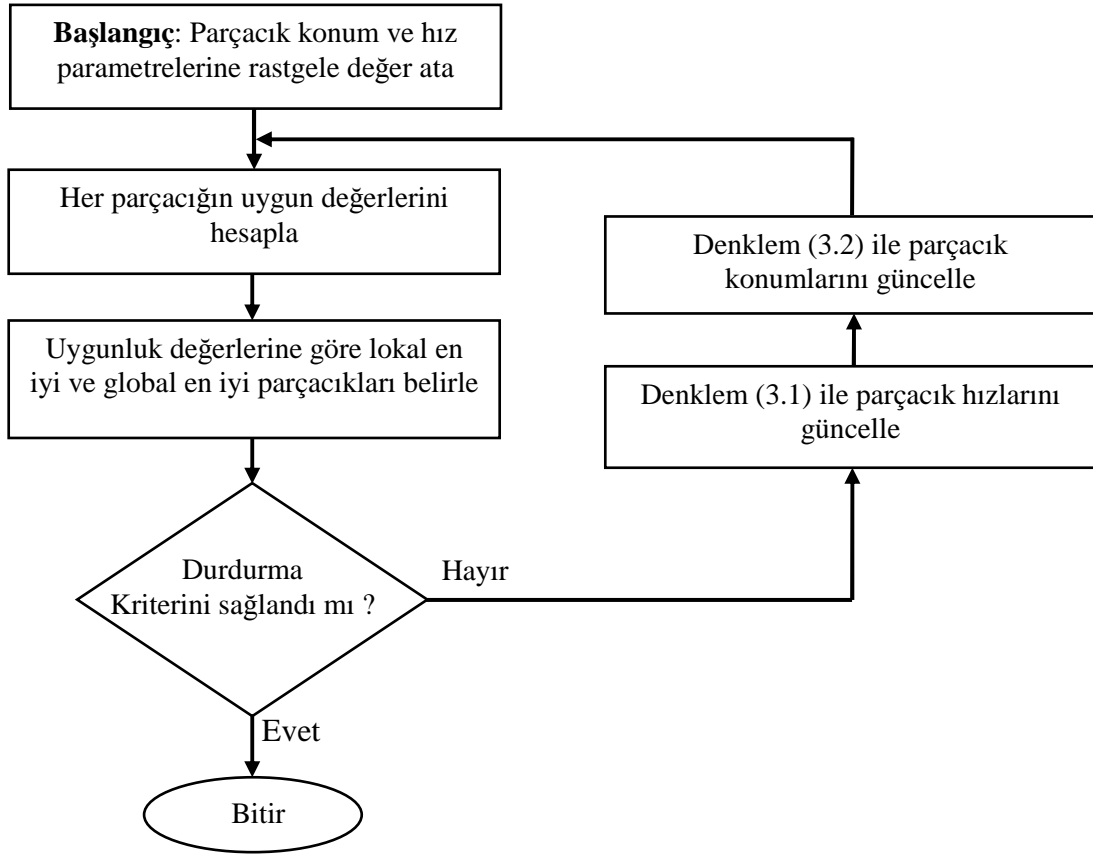 Başlangıç: Parçacık konum ve hız
parametrelerine rastgele değer ata
Her parçacığın uygun değerlerini
hesapla
Uygunluk değerlerine göre lokal en
iyi ve global en iyi parçacıkları belirle
Durdurma
Kriterini sağlandı mı ?
Hayır
Evet
Bitir
Denklem (3.2) ile parçacık
konumlarını güncelle
Denklem (3.1) ile parçacık hızlarını
güncelle